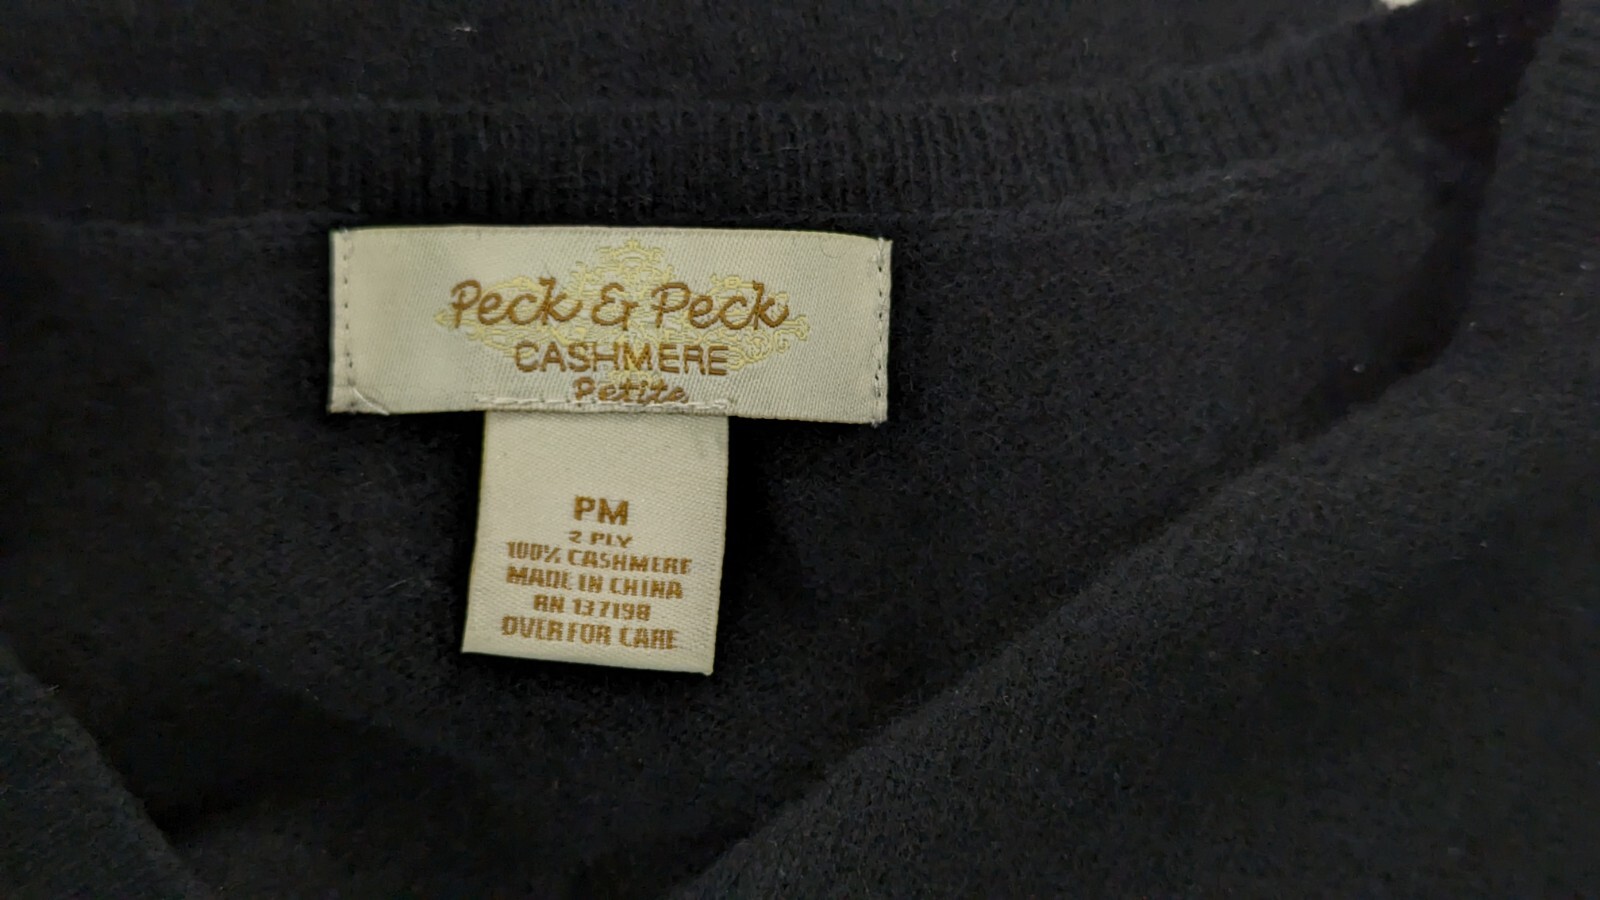 Peck & Peck
CASHMERE
Petite
PM
2 PLY
100% CASHMERE
MADE IN CHINA
RN 137198
OVER FOR CARE